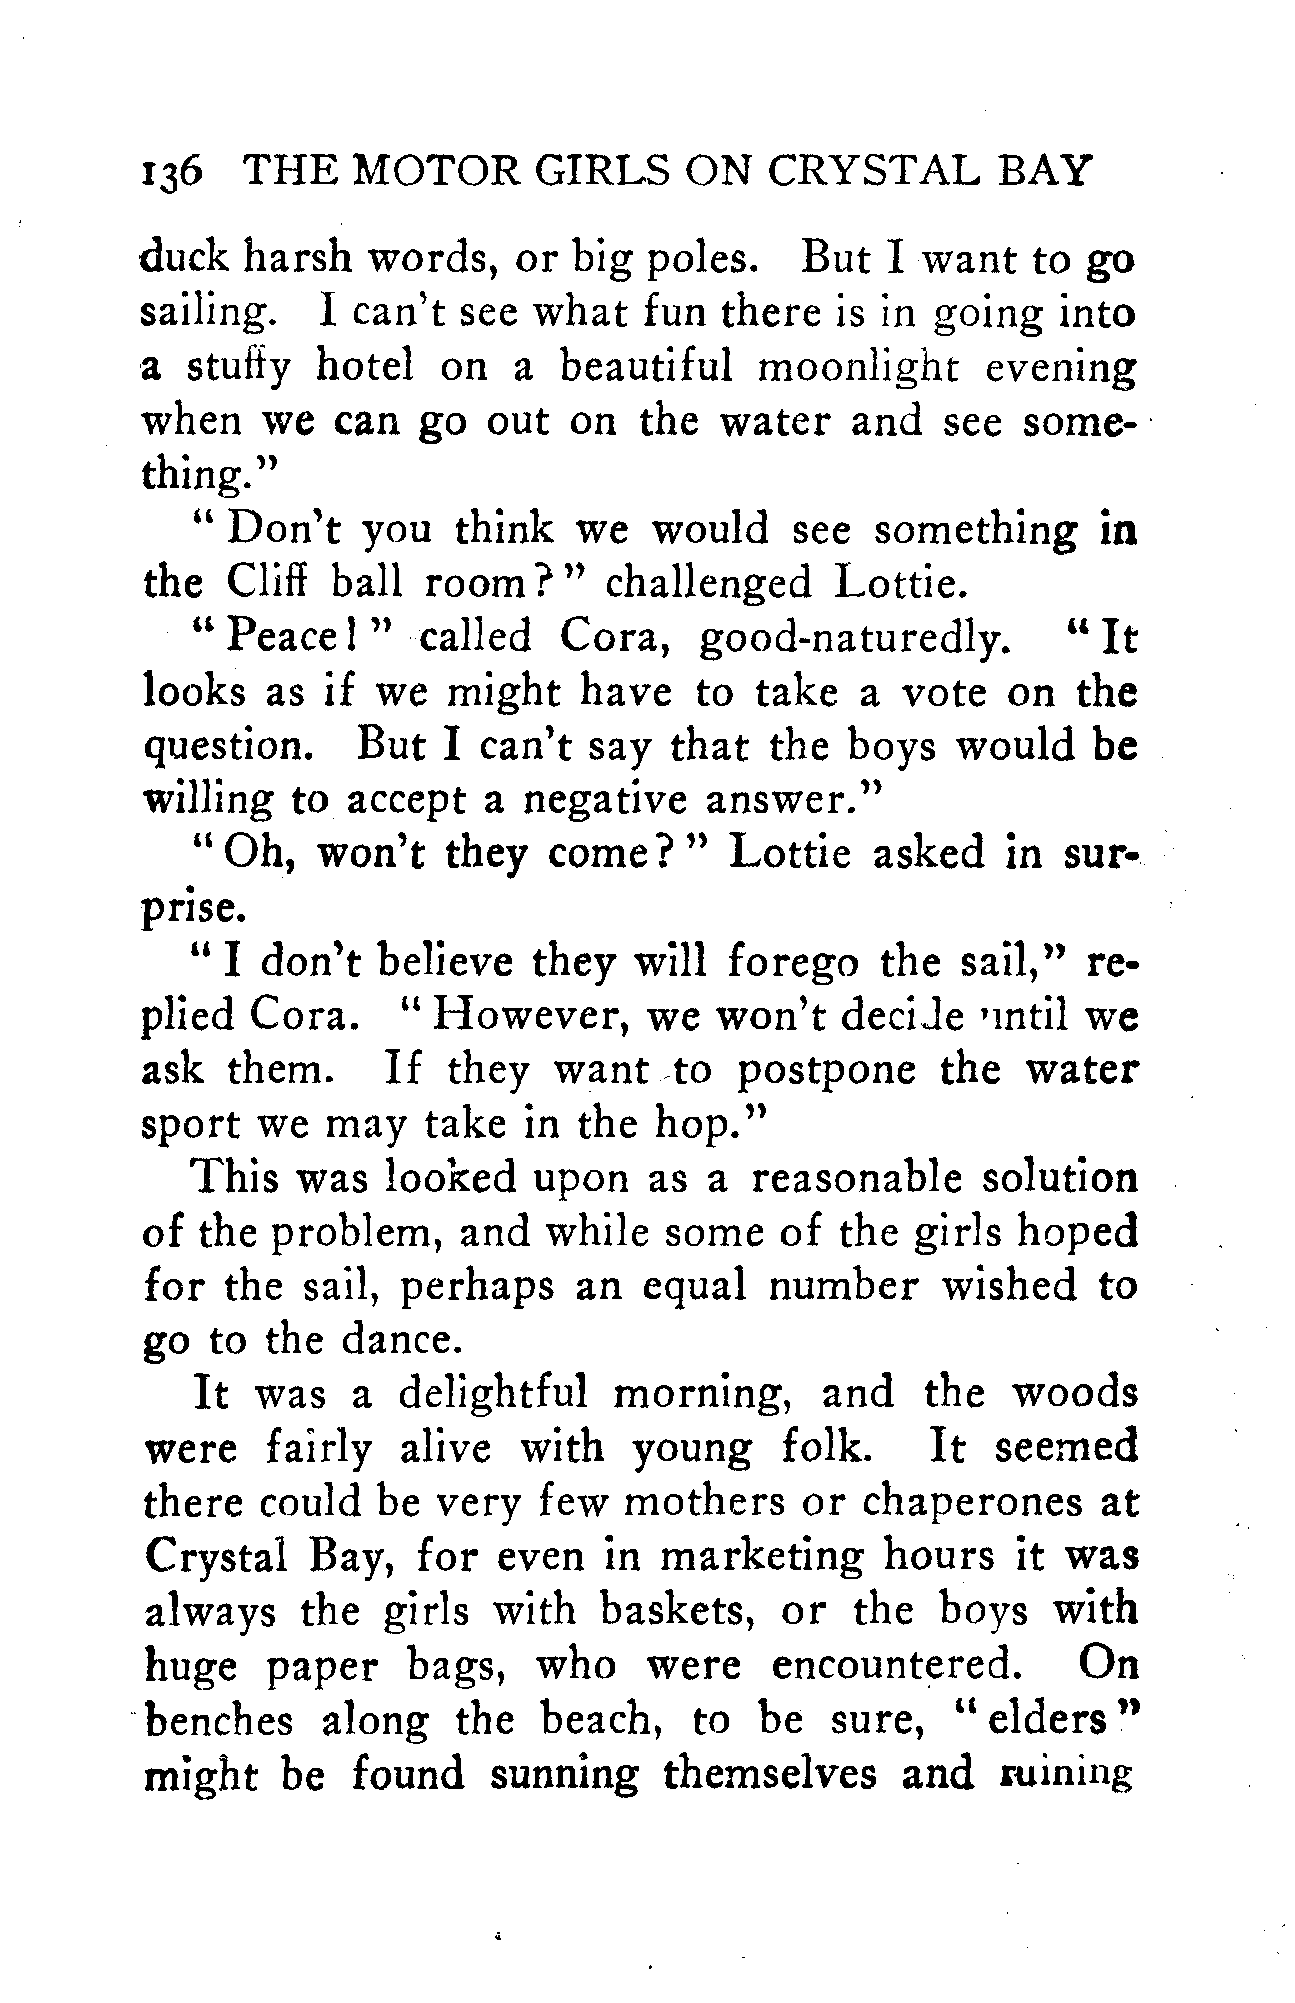 136 THE MOTOR GIRLS ON CRYSTAL BAY
duck harsh words, or big poles. But I want to go
sailing. I can't see what fun there is in going into
a stuffy hotel on a beautiful moonlight evening
when we can go out on the water and see some-
thing."
"Don't you think we would see something in
the Cliff ball room?" challenged Lottie.
"Peace!" called Cora, good-naturedly. "It
looks as if we might have to take a vote on the
question. But I can't say that the boys would be
willing to accept a negative answer."
"Oh, won't they come?" Lottie asked in sur-
prise.
"I don't believe they will forego the sail," re-
plied Cora. "However, we won't decide until we
ask them. If they want to postpone the water
sport we may take in the hop."
This was looked upon as a reasonable solution
of the problem, and while some of the girls hoped
for the sail, perhaps an equal number wished to
go to the dance.
It was a delightful morning, and the woods
were fairly alive with young folk. It seemed
there could be very few mothers or chaperones at
Crystal Bay, for even in marketing hours it was
always the girls with baskets, or the boys with
huge paper bags, who were encountered. On
benches along the beach, to be sure, "elders"
might be found sunning themselves and ruining